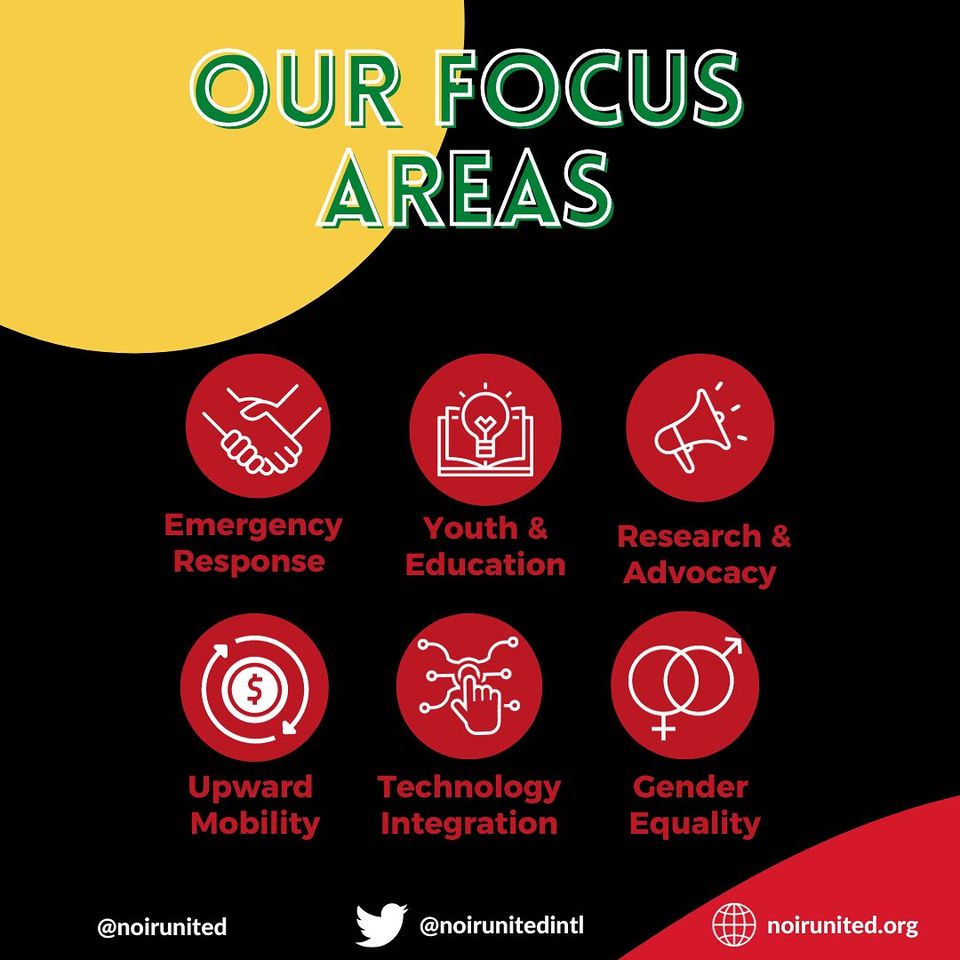 OUR FOCUS
AREAS
Emergency
Response
Youth &
Education
Research &
Advocacy
Upward
Mobility
$
Technology
Integration
Gender
Equality
@noirunited
@noirunitedintl
noirunited.org